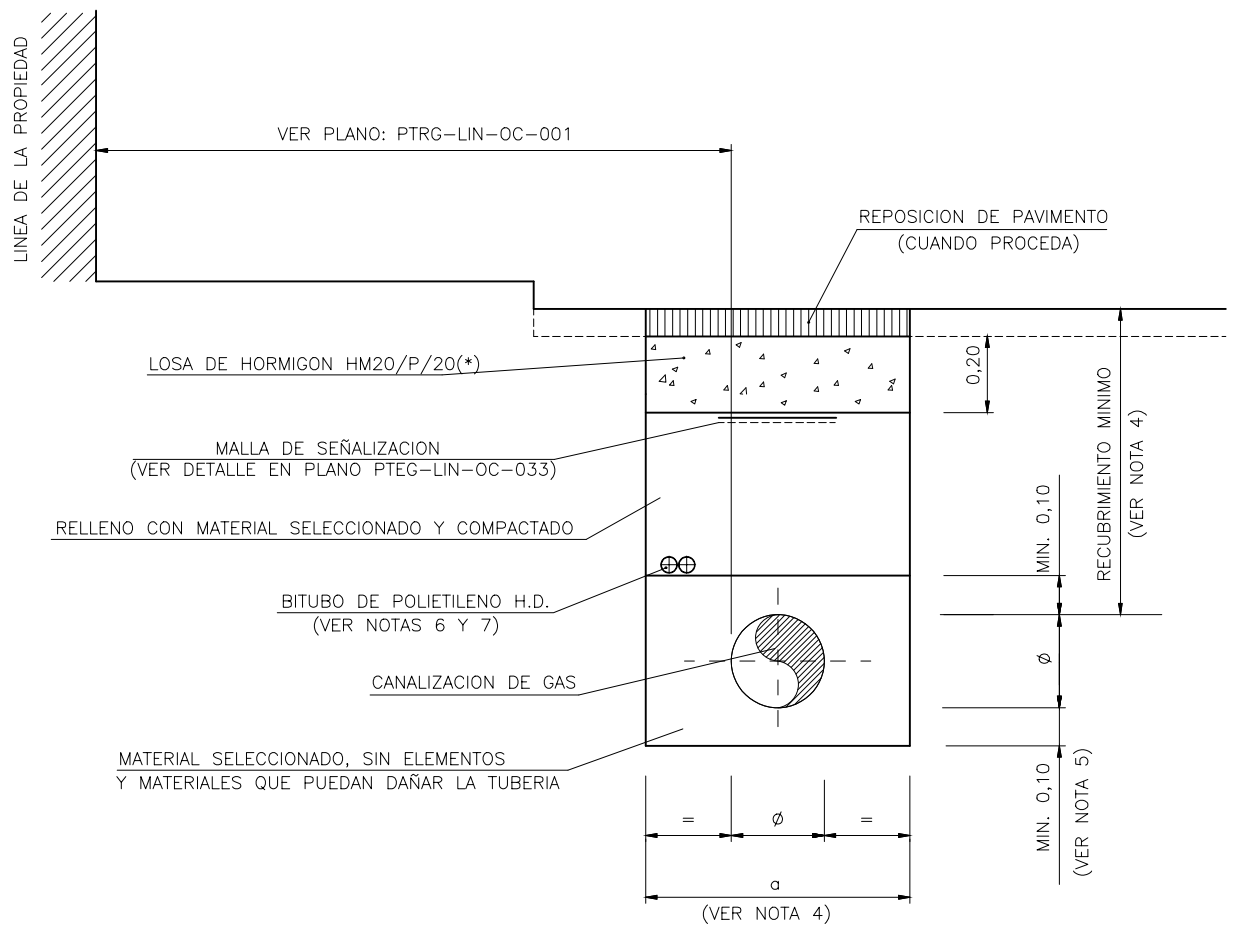 LINEA DE LA PROPIEDAD
VER PLANO: PTRG-LIN-OC-001
REPOSICION DE PAVIMENTO
(CUANDO PROCEDA)
LOSA DE HORMIGON HM20/P/20(*)
0,20
MALLA DE SEÑALIZACION
(VER DETALLE EN PLANO PTEG-LIN-OC-033)
RECUBRIMIENTO MINIMO
(VER NOTA 4)
RELLENO CON MATERIAL SELECCIONADO Y COMPACTADO
MIN. 0,10
BITUBO DE POLIETILENO H.D.
(VER NOTAS 6 Y 7)
Ø
CANALIZACION DE GAS
MATERIAL SELECCIONADO, SIN ELEMENTOS
Y MATERIALES QUE PUEDAN DAÑAR LA TUBERIA
MIN. 0,10
(VER NOTA 5)
= Ø =
a
(VER NOTA 4)